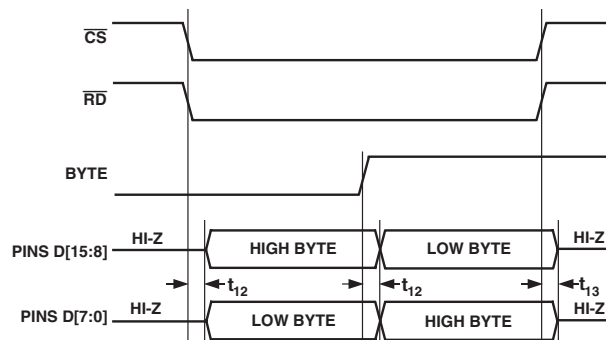 CS
RD
BYTE
PINS D[15:8] HI-Z HIGH BYTE LOW BYTE HI-Z
t12 t12 t13
PINS D[7:0] HI-Z LOW BYTE HIGH BYTE HI-Z